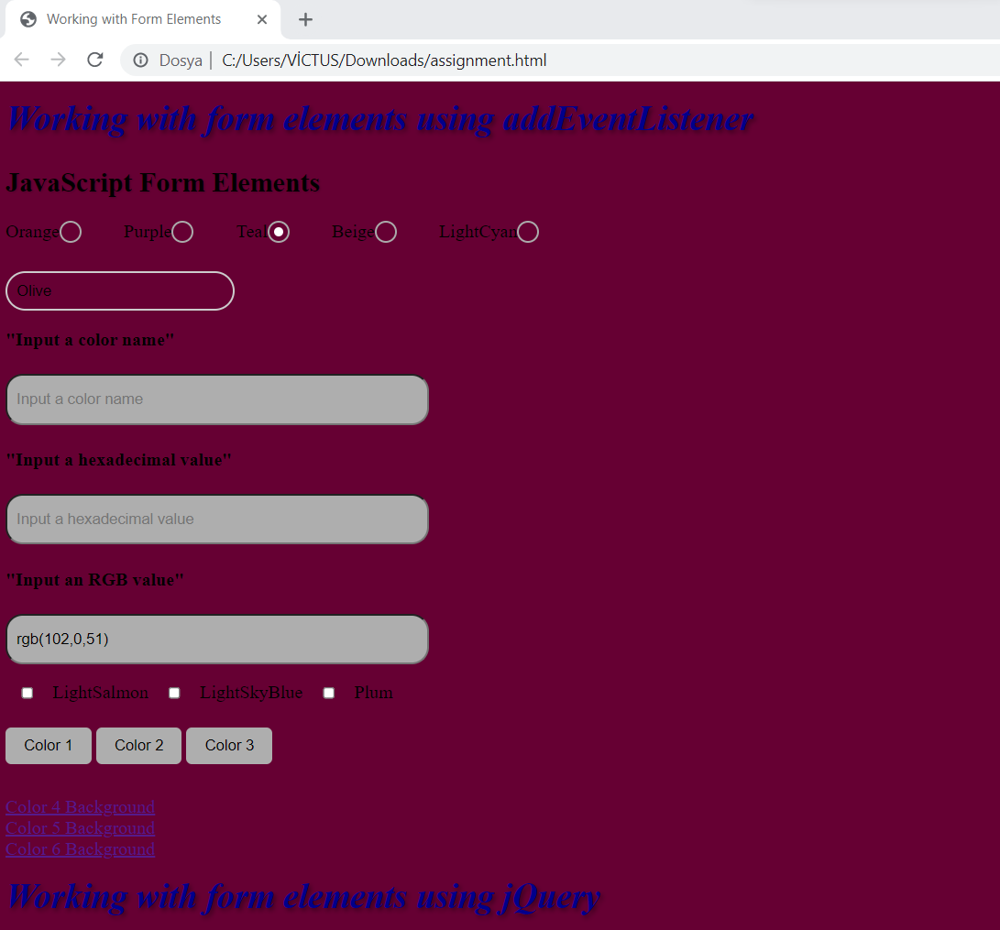 Working with Form Elements
Dosya | C:/Users/VİCTUS/Downloads/assignment.html
Working with form elements using addEventListener
JavaScript Form Elements
Orange Purple Teal Beige LightCyan
Olive
"Input a color name"
Input a color name
"Input a hexadecimal value"
Input a hexadecimal value
"Input an RGB value"
rgb(102,0,51)
LightSalmon LightSkyBlue Plum
Color 1 Color 2 Color 3
Color 4 Background
Color 5 Background
Color 6 Background
Working with form elements using jQuery